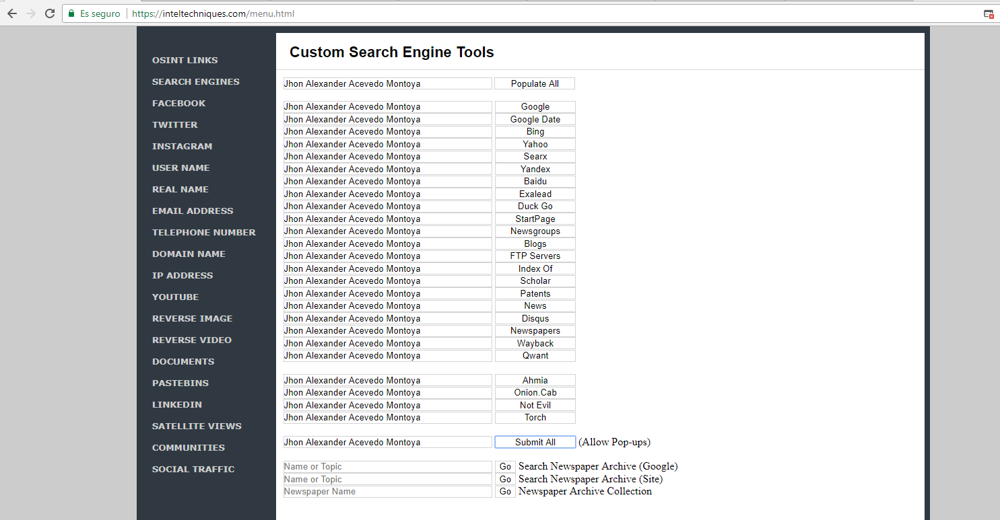 Es seguro https://inteltechniques.com/menu.html
OSINT LINKS
SEARCH ENGINES
FACEBOOK
TWITTER
INSTAGRAM
USER NAME
REAL NAME
EMAIL ADDRESS
TELEPHONE NUMBER
DOMAIN NAME
IP ADDRESS
YOUTUBE
REVERSE IMAGE
REVERSE VIDEO
DOCUMENTS
PASTEBINS
LINKEDIN
SATELLITE VIEWS
COMMUNITIES
SOCIAL TRAFFIC
Custom Search Engine Tools
Jhon Alexander Acevedo Montoya Populate All
Jhon Alexander Acevedo Montoya Google
Jhon Alexander Acevedo Montoya Google Date
Jhon Alexander Acevedo Montoya Bing
Jhon Alexander Acevedo Montoya Yahoo
Jhon Alexander Acevedo Montoya Searx
Jhon Alexander Acevedo Montoya Yandex
Jhon Alexander Acevedo Montoya Baidu
Jhon Alexander Acevedo Montoya Exalead
Jhon Alexander Acevedo Montoya Duck Go
Jhon Alexander Acevedo Montoya StartPage
Jhon Alexander Acevedo Montoya Newsgroups
Jhon Alexander Acevedo Montoya Blogs
Jhon Alexander Acevedo Montoya FTP Servers
Jhon Alexander Acevedo Montoya Index Of
Jhon Alexander Acevedo Montoya Scholar
Jhon Alexander Acevedo Montoya Patents
Jhon Alexander Acevedo Montoya News
Jhon Alexander Acevedo Montoya Disqus
Jhon Alexander Acevedo Montoya Newspapers
Jhon Alexander Acevedo Montoya Wayback
Jhon Alexander Acevedo Montoya Qwant
Jhon Alexander Acevedo Montoya Ahmia
Jhon Alexander Acevedo Montoya Onion.Cab
Jhon Alexander Acevedo Montoya Not Evil
Jhon Alexander Acevedo Montoya Torch
Jhon Alexander Acevedo Montoya Submit All (Allow Pop-ups)
Name or Topic Go Search Newspaper Archive (Google)
Name or Topic Go Search Newspaper Archive (Site)
Newspaper Name Go Newspaper Archive Collection